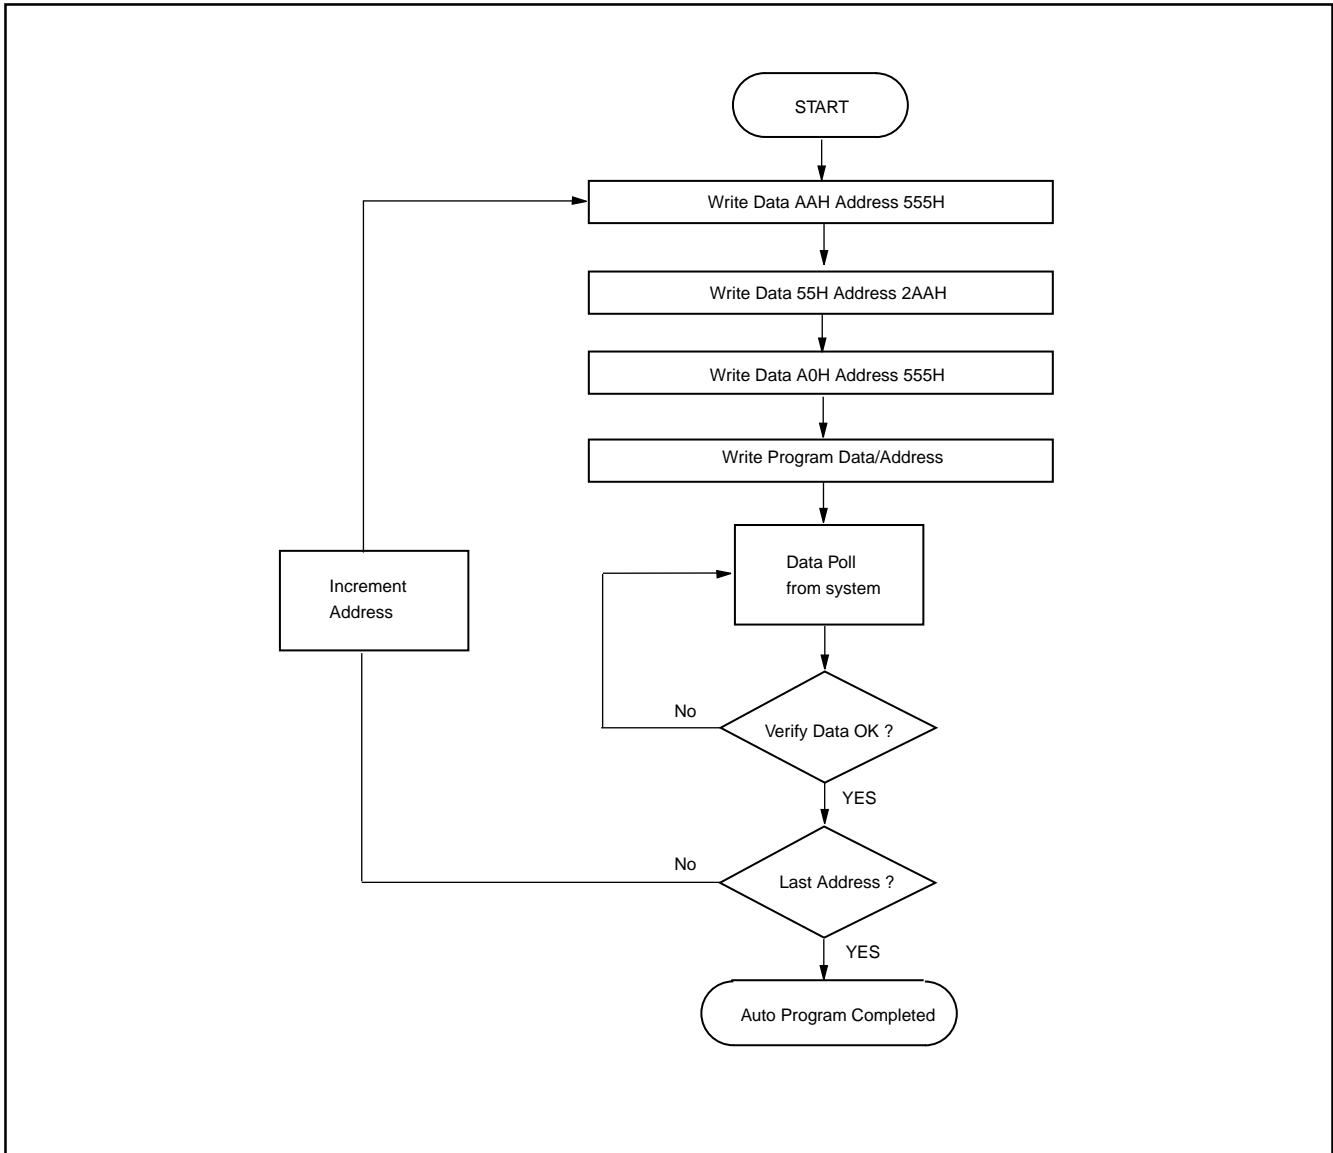 START
Write Data AAH Address 555H
Write Data 55H Address 2AAH
Write Data A0H Address 555H
Write Program Data/Address
Data Poll
from system
Increment
Address
No
Verify Data OK ?
YES
No
Last Address ?
YES
Auto Program Completed